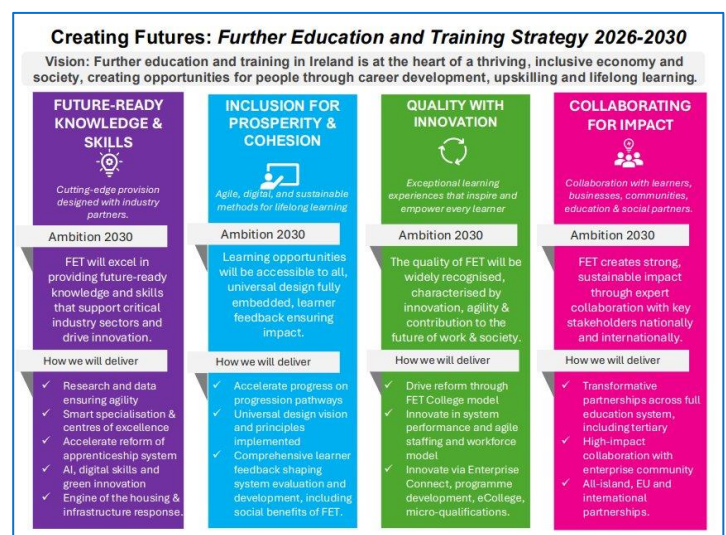 Creating Futures: Further Education and Training Strategy 2026-2030
Vision: Further education and training in Ireland is at the heart of a thriving, inclusive economy and
society, creating opportunities for people through career development, upskilling and lifelong learning.
FUTURE-READY
KNOWLEDGE &
SKILLS
Cutting-edge provision
designed with industry
partners.
Ambition 2030
FET will excel in
providing future-ready
knowledge and skills
that support critical
industry sectors and
drive innovation.
How we will deliver
✓ Research and data
ensuring agility
✓ Smart specialisation &
centres of excellence
✓ Accelerate reform of
apprenticeship system
✓ AI, digital skills and
green innovation
✓ Engine of the housing &
infrastructure response.
INCLUSION FOR
PROSPERITY &
COHESION
Agile, digital, and sustainable
methods for lifelong learning
Ambition 2030
Learning opportunities
will be accessible to all,
universal design fully
embedded, learner
feedback ensuring
impact.
How we will deliver
✓ Accelerate progress on
progression pathways
✓ Universal design vision
and principles
implemented
✓ Comprehensive learner
feedback shaping
system evaluation and
development, including
social benefits of FET.
QUALITY WITH
INNOVATION
Exceptional learning
experiences that inspire and
empower every learner
Ambition 2030
The quality of FET will be
widely recognised,
characterised by
innovation, agility &
contribution to the
future of work & society.
How we will deliver
✓ Drive reform through
FET College model
✓ Innovate in system
performance and agile
staffing and workforce
model
✓ Innovate via Enterprise
Connect, programme
development, eCollege,
micro-qualifications.
COLLABORATING
FOR IMPACT
Collaboration with learners,
businesses, communities,
education & social partners.
Ambition 2030
FET creates strong,
sustainable impact
through expert
collaboration with key
stakeholders nationally
and internationally.
How we will deliver
✓ Transformative
partnerships across full
education system,
including tertiary
✓ High-impact
collaboration with
enterprise community
✓ All-island, EU and
international
partnerships.